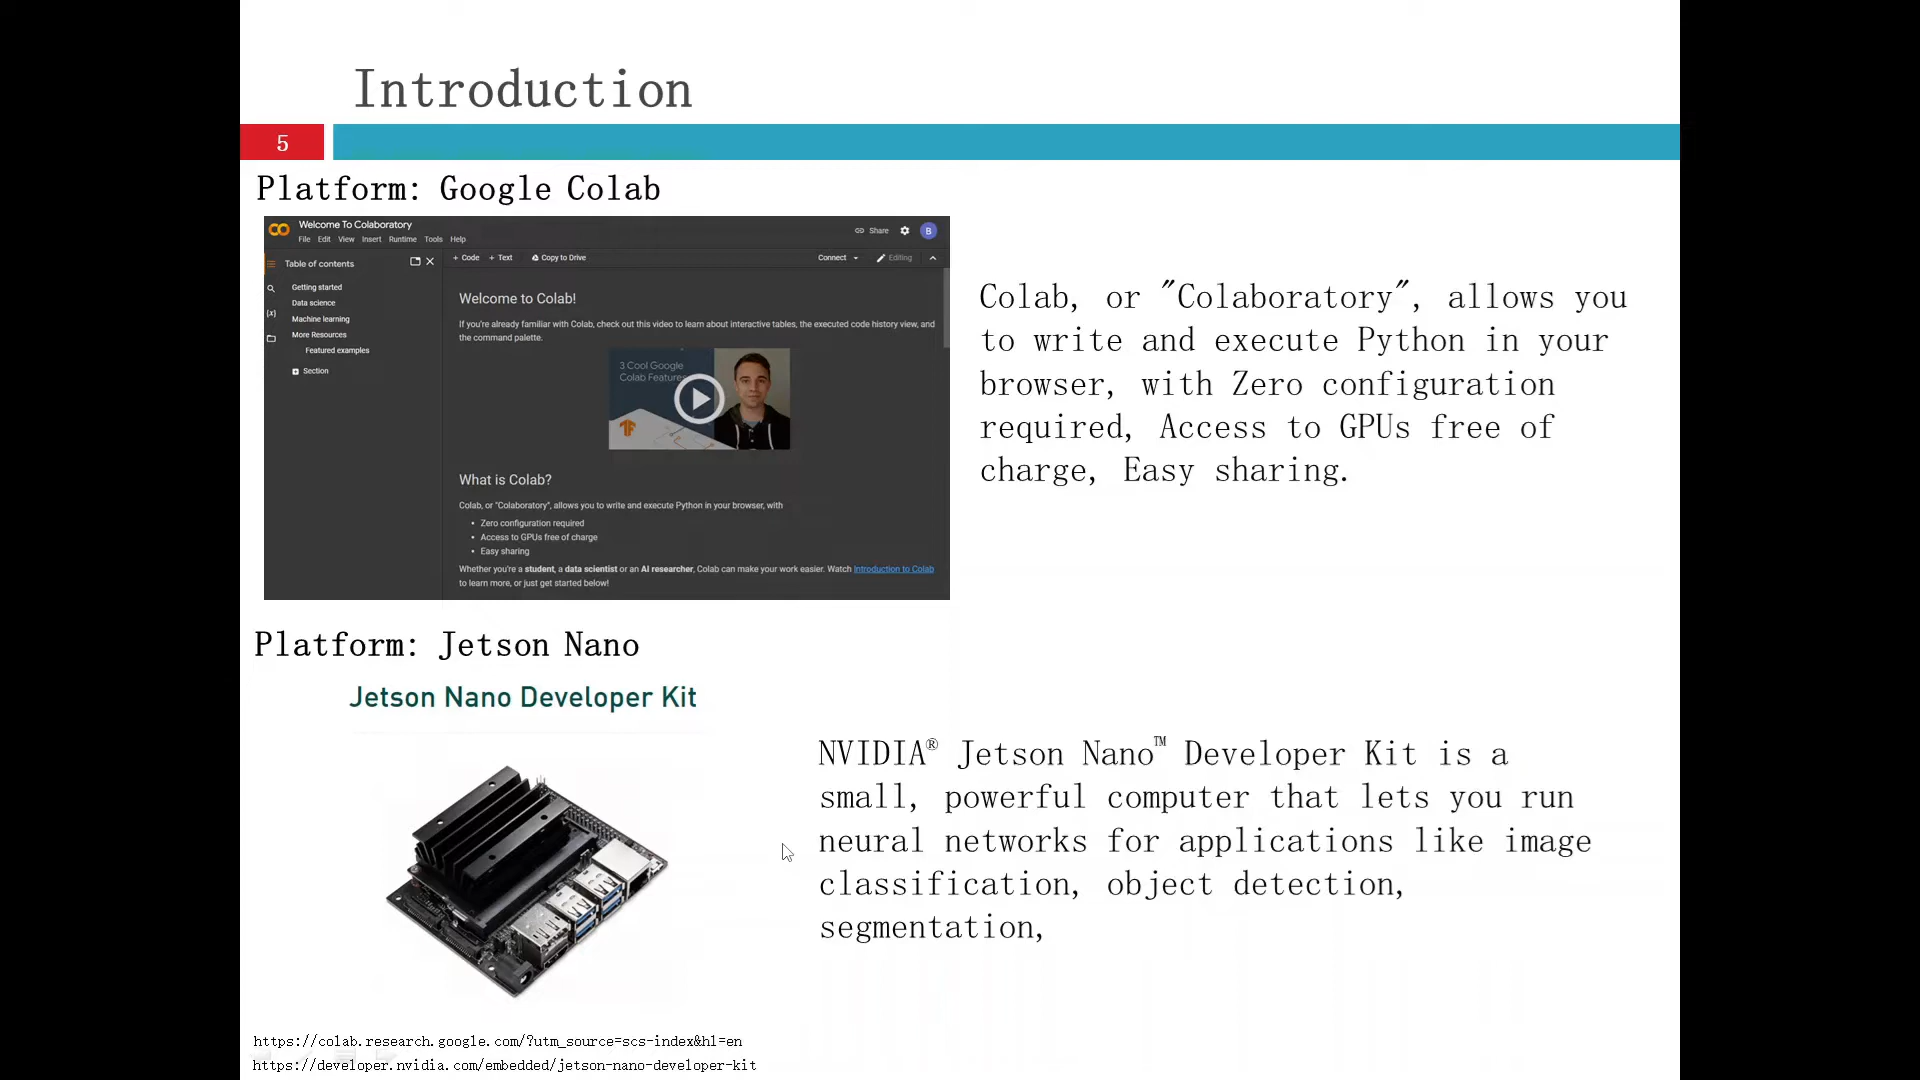 Introduction
5
Platform: Google Colab
Welcome To Colaboratory
File Edit View Insert Runtime Tools Help
Share
B
Table of contents
+ Code + Text Copy to Drive
Connect
Editing
Getting started
Data science
Machine learning
More Resources
Featured examples
Section
{x}
Welcome to Colab!
If you're already familiar with Colab, check out this video to learn about interactive tables, the executed code history view, and
the command palette.
3 Cool Google
Colab Features
What is Colab?
Colab, or "Colaboratory", allows you to write and execute Python in your browser, with
• Zero configuration required
• Access to GPUs free of charge
• Easy sharing
Whether you're a student, a data scientist or an AI researcher, Colab can make your work easier. Watch Introduction to Colab
to learn more, or just get started below!
Colab, or "Colaboratory", allows you
to write and execute Python in your
browser, with Zero configuration
required, Access to GPUs free of
charge, Easy sharing.
Platform: Jetson Nano
Jetson Nano Developer Kit
NVIDIA® Jetson Nano™ Developer Kit is a
small, powerful computer that lets you run
neural networks for applications like image
classification, object detection,
segmentation,
https://colab.research.google.com/?utm_source=scs-index&hl=en
https://developer.nvidia.com/embedded/jetson-nano-developer-kit